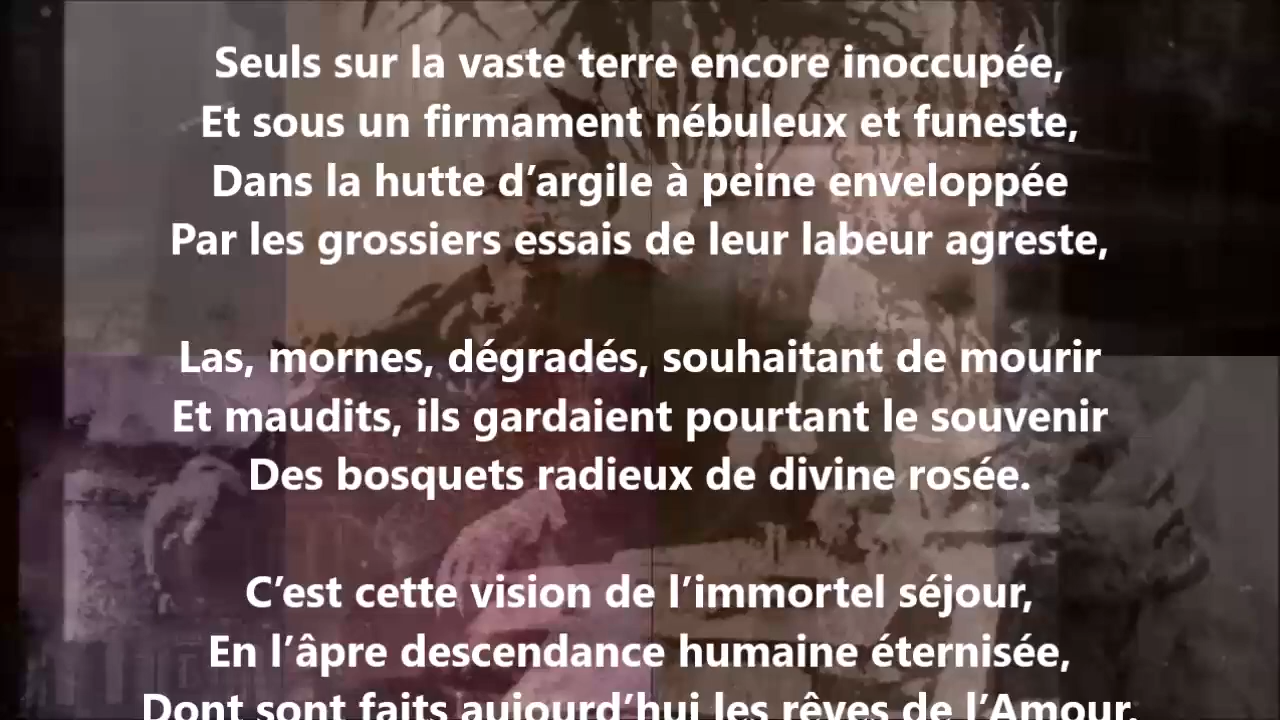 Seuls sur la vaste terre encore inoccupée,
Et sous un firmament nébuleux et funeste,
Dans la hutte d’argile à peine enveloppée
Par les grossiers essais de leur labeur agreste,
Las, mornes, dégradés, souhaitant de mourir
Et maudits, ils gardaient pourtant le souvenir
Des bosquets radieux de divine rosée.
C’est cette vision de l’immortel séjour,
En l’âpre descendance humaine éternisée,
Dont sont faits aujourd’hui les rêves de l’Amour.